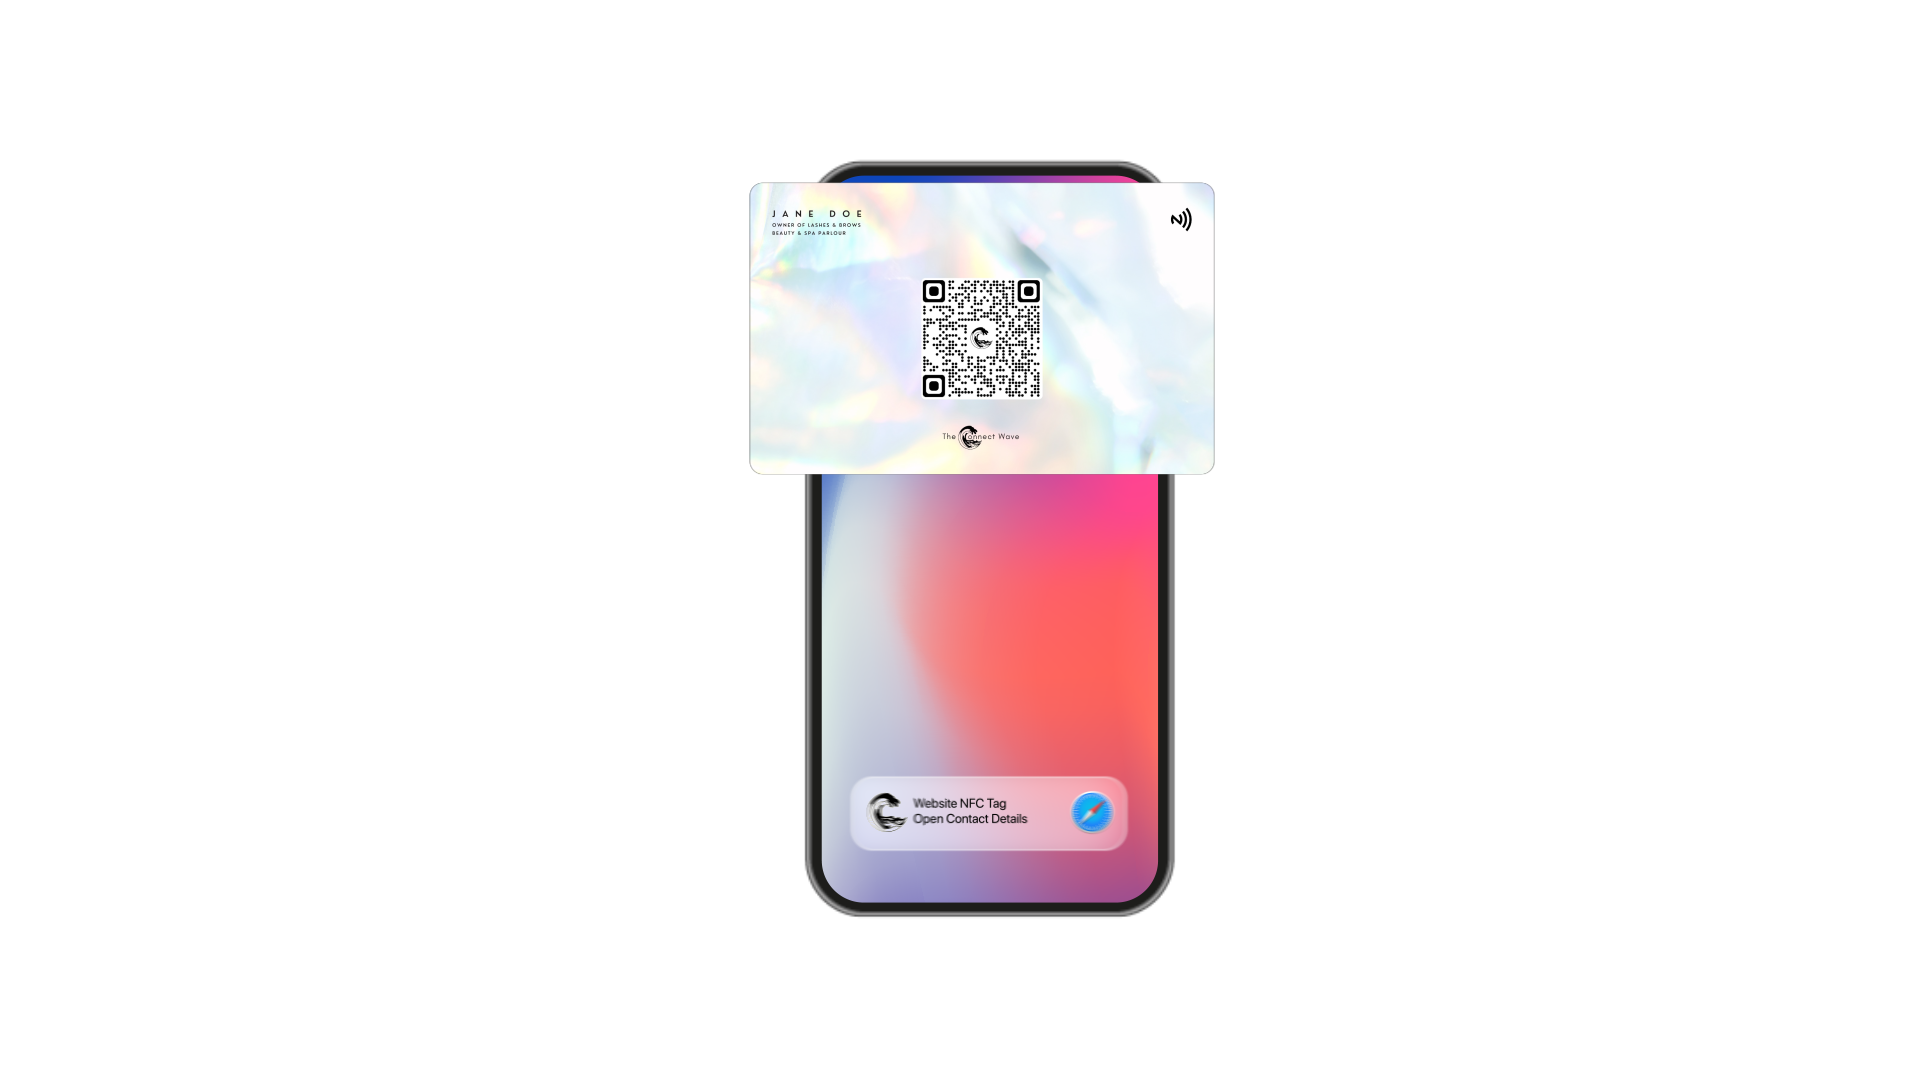 JANE DOE
OWNER OF LASHES & BROWS
BEAUTY & SPA PARLOUR
The Connect Wave
Website NFC Tag
Open Contact Details